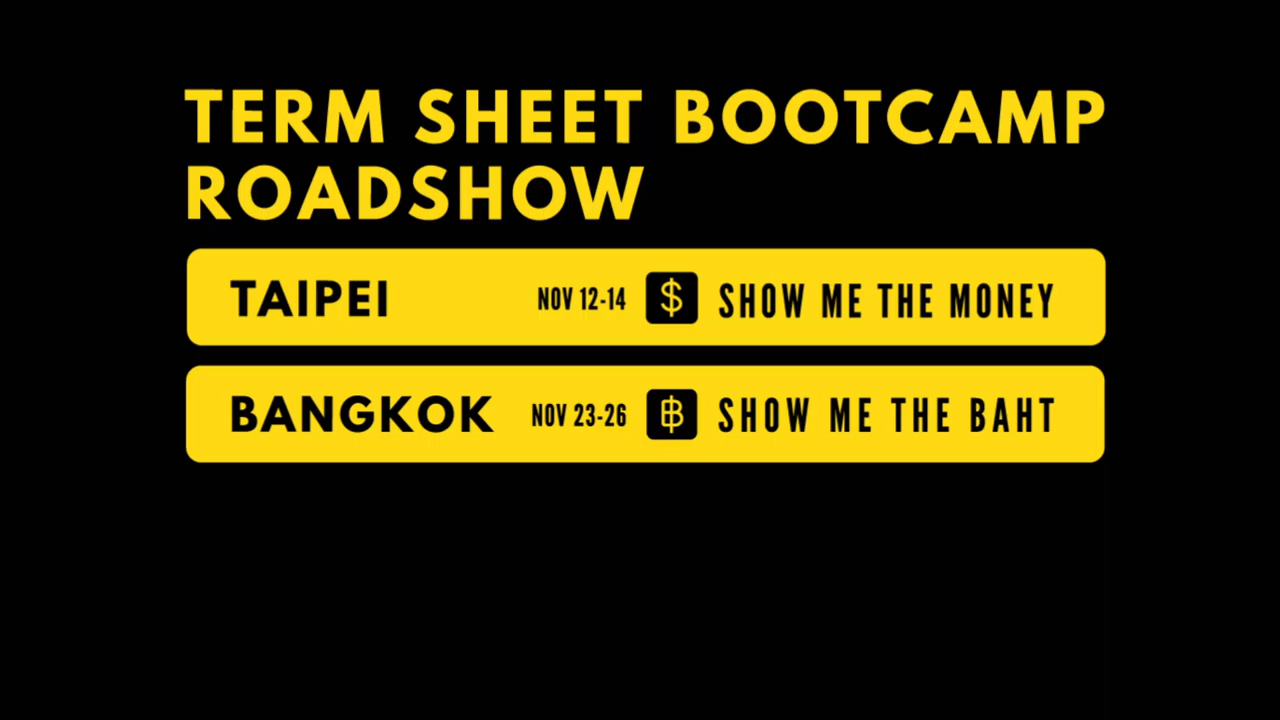 TERM SHEET BOOTCAMP
ROADSHOW
TAIPEI NOV 12-14 $ SHOW ME THE MONEY
BANGKOK NOV 23-26 ฿ SHOW ME THE BAHT